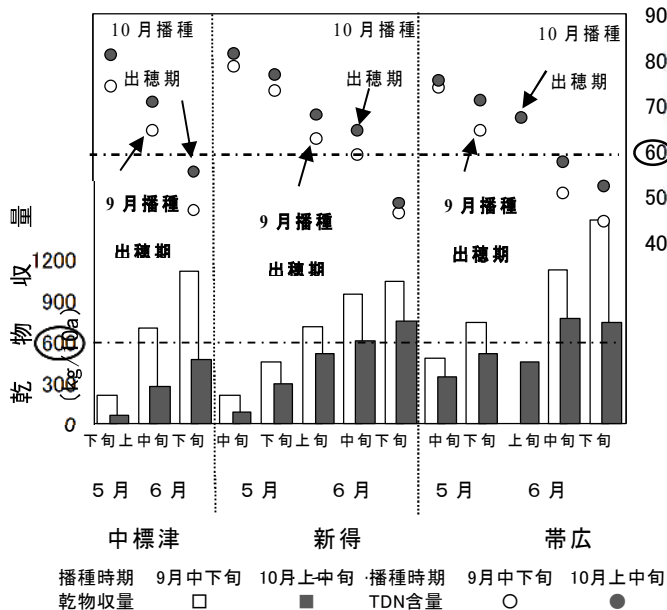 10月播種
出穂期
9月播種
出穂期
10月播種
出穂期
9月播種
出穂期
10月播種
出穂期
9月播種
出穂期
90
80
70
60
50
40
乾物収量
(kg/10a)
1200
900
600
300
0
下旬 上中旬 下旬 中旬 下旬 上旬 中旬 下旬 中旬 下旬 上旬 中旬 下旬
5月 6月 5月 6月 5月 6月
中標津 新得 帯広
播種時期 9月中下旬 10月上中旬 播種時期 9月中下旬 10月上中旬
乾物収量 □ ■ TDN含量 ○ ●